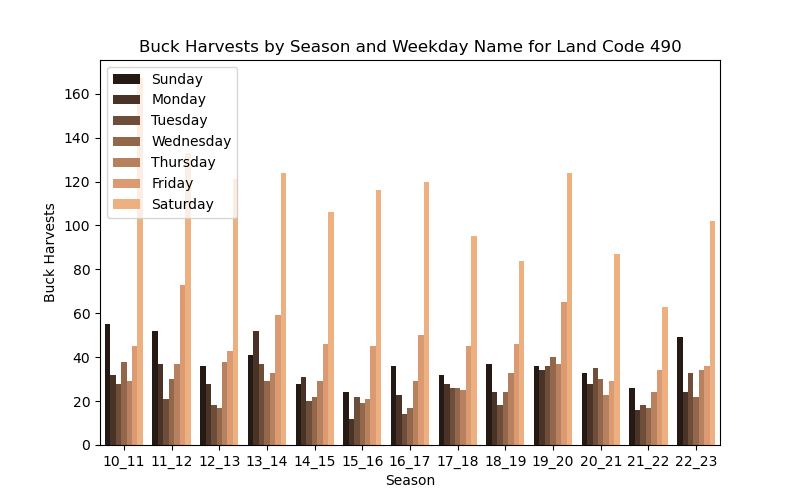 Buck Harvests by Season and Weekday Name for Land Code 490
Sunday
Monday
Tuesday
Wednesday
Thursday
Friday
Saturday
160
140
120
100
80
60
40
20
0
Buck Harvests
10_11 11_12 12_13 13_14 14_15 15_16 16_17 17_18 18_19 19_20 20_21 21_22 22_23
Season